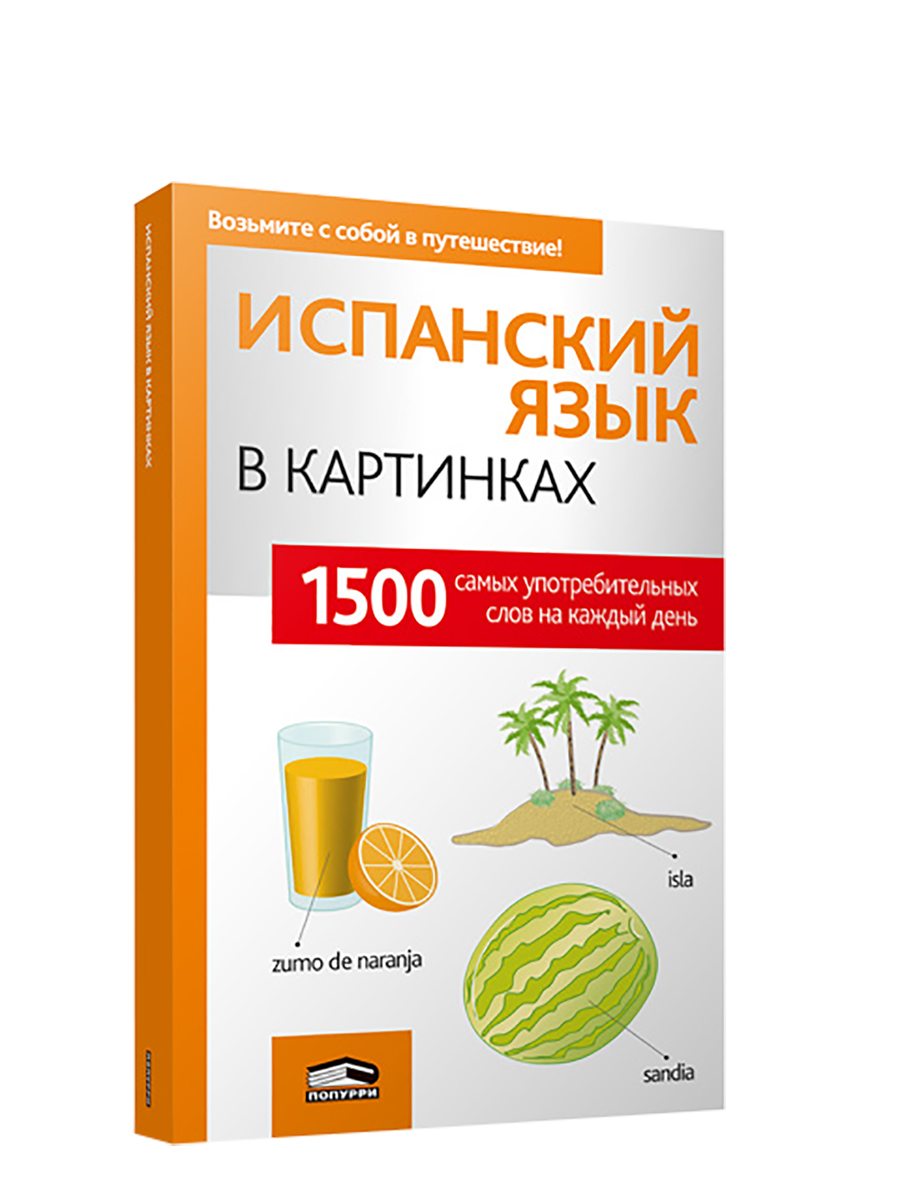 Возьмите с собой в путешествие!
ИСПАНСКИЙ
ЯЗЫК
В КАРТИНКАХ
1500 самых употребительных
слов на каждый день
isla
zumo de naranja
sandia
ПОПУРРИ
ИСПАНСКИЙ ЯЗЫК В КАРТИНКАХ
ПОПУРРИ